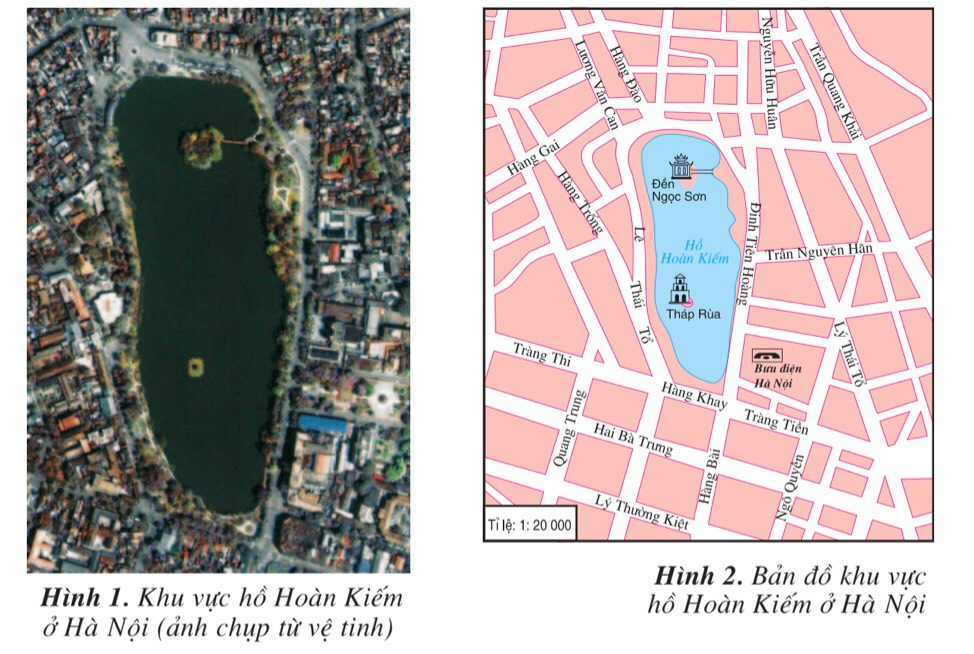 Hình 1. Khu vực hồ Hoàn Kiếm
ở Hà Nội (ảnh chụp từ vệ tinh)
Lương Văn Can
Hàng Đào
Nguyễn Hữu Huân
Trần Quang Khải
Hàng Gai
Hàng Trống
Đền
Ngọc Sơn
Hồ
Hoàn Kiếm
Tháp Rùa
Lê Thái Tổ
Đinh Tiên Hoàng
Trần Nguyên Hãn
Lý Thái Tổ
Bưu điện
Hà Nội
Tràng Thi
Hàng Khay
Tràng Tiền
Quang Trung
Hai Bà Trưng
Hàng Bài
Ngô Quyền
Lý Thường Kiệt
Tỉ lệ: 1: 20 000
Hình 2. Bản đồ khu vực
hồ Hoàn Kiếm ở Hà Nội